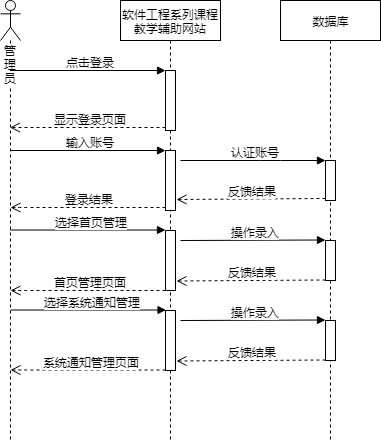 软件工程系列课程
教学辅助网站
数据库
管理员
点击登录
显示登录页面
输入账号
认证账号
反馈结果
登录结果
选择首页管理
操作录入
反馈结果
首页管理页面
选择系统通知管理
操作录入
反馈结果
系统通知管理页面